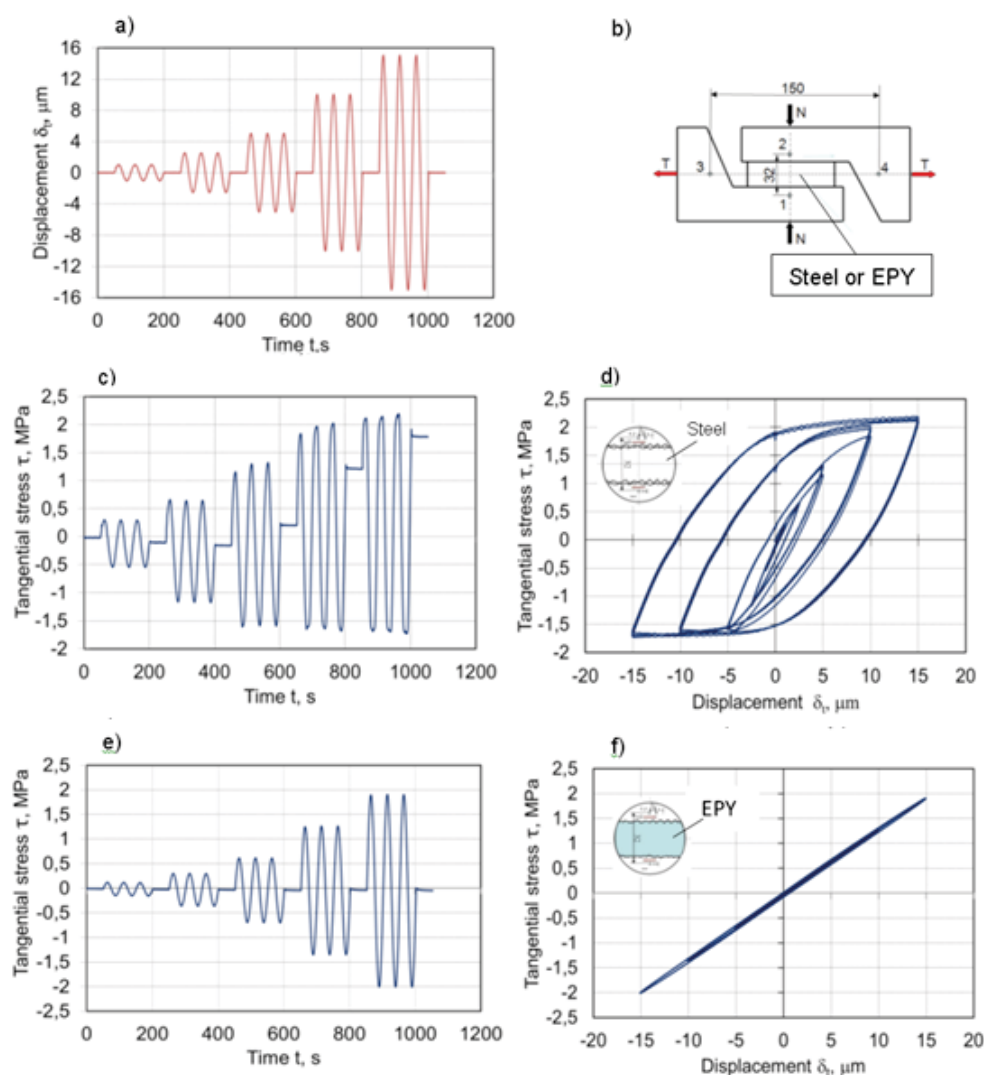 a)
16
12
8
4
0
-4
-8
-12
-16
Displacement δt, μm
0 200 400 600 800 1000 1200
Time t,s
b)
150
N
2
T
3
32
4
T
1
N
Steel or EPY
c)
2,5
2
1,5
1
0,5
0
-0,5
-1
-1,5
-2
Tangential stress τ, MPa
0 200 400 600 800 1000 1200
Time t, s
d)
2,5
2
1,5
1
0,5
0
-0,5
-1
-1,5
-2
Tangential stress τ, MPa
Steel
-20 -15 -10 -5 0 5 10 15 20
Displacement δt, μm
e)
2,5
2
1,5
1
0,5
0
-0,5
-1
-1,5
-2
-2,5
Tangential stress τ, MPa
0 200 400 600 800 1000 1200
Time t, s
f)
2,5
2
1,5
1
0,5
0
-0,5
-1
-1,5
-2
-2,5
Tangential stress τ, MPa
EPY
-20 -15 -10 -5 0 5 10 15 20
Displacement δt, μm